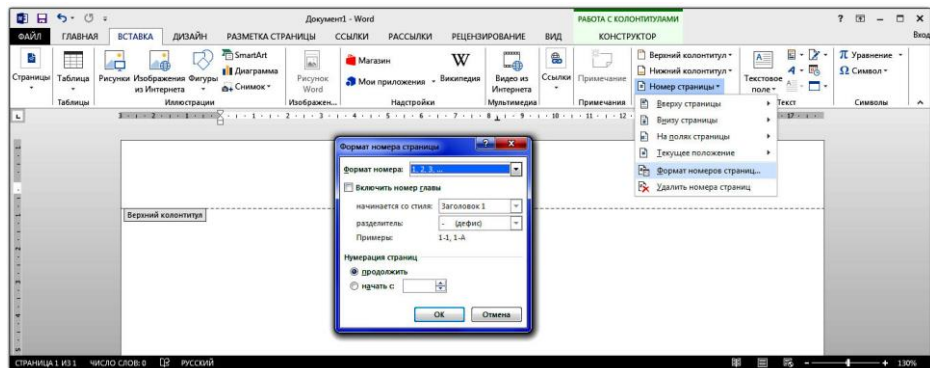 Документ1 - Word
РАБОТА С КОЛОНТИТУЛАМИ
ФАЙЛ ГЛАВНАЯ ВСТАВКА ДИЗАЙН РАЗМЕТКА СТРАНИЦЫ ССЫЛКИ РАССЫЛКИ РЕЦЕНЗИРОВАНИЕ ВИД КОНСТРУКТОР Вход
Страницы
Таблица
Таблицы
Рисунки
Изображения из Интернета
Фигуры
SmartArt
Диаграмма
Снимок
Иллюстрации
Рисунок Word
Изображен...
Магазин
Мои приложения
Википедия
Надстройки
Видео из Интернета
Мультимедиа
Ссылки
Примечание
Примечания
Верхний колонтитул
Нижний колонтитул
Номер страницы
Текстовое поле
Текст
Уравнение
Символ
Символы
Вверху страницы
Внизу страницы
На полях страницы
Текущее положение
Формат номеров страниц...
Удалить номера страниц
Формат номера страницы
Формат номера: 1, 2, 3, ...
Включить номер главы
начинается со стиля: Заголовок 1
разделитель: - (дефис)
Примеры: 1-1, 1-A
Нумерация страниц
продолжить
начать с:
ОК Отмена
Верхний колонтитул
СТРАНИЦА 1 ИЗ 1 ЧИСЛО СЛОВ: 0 РУССКИЙ 130%